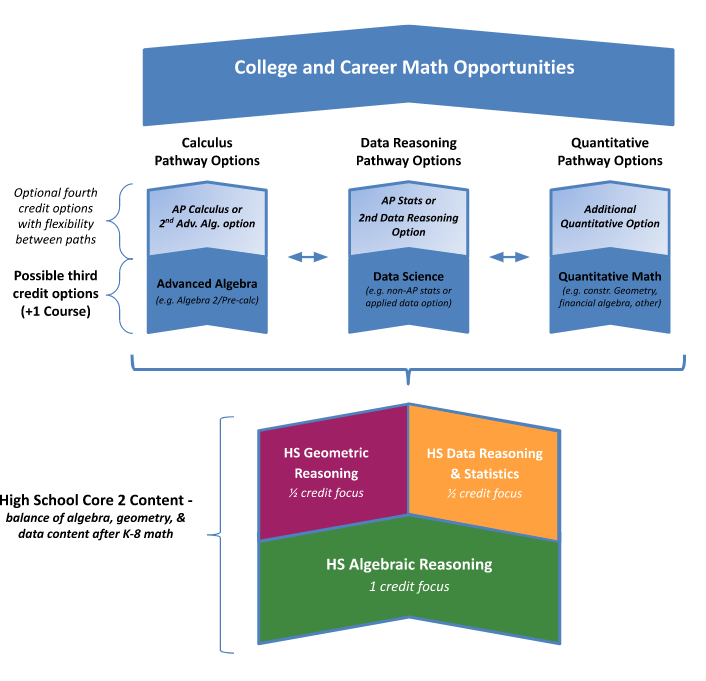 College and Career Math Opportunities
Calculus
Pathway Options
Data Reasoning
Pathway Options
Quantitative
Pathway Options
Optional fourth
credit options
with flexibility
between paths
AP Calculus or
2nd Adv. Alg. option
AP Stats or
2nd Data Reasoning
Option
Additional
Quantitative Option
Possible third
credit options
(+1 Course)
Advanced Algebra
(e.g. Algebra 2/Pre-calc)
Data Science
(e.g. non-AP stats or
applied data option)
Quantitative Math
(e.g. constr. Geometry,
financial algebra, other)
High School Core 2 Content -
balance of algebra, geometry, &
data content after K-8 math
HS Geometric
Reasoning
½ credit focus
HS Data Reasoning
& Statistics
½ credit focus
HS Algebraic Reasoning
1 credit focus